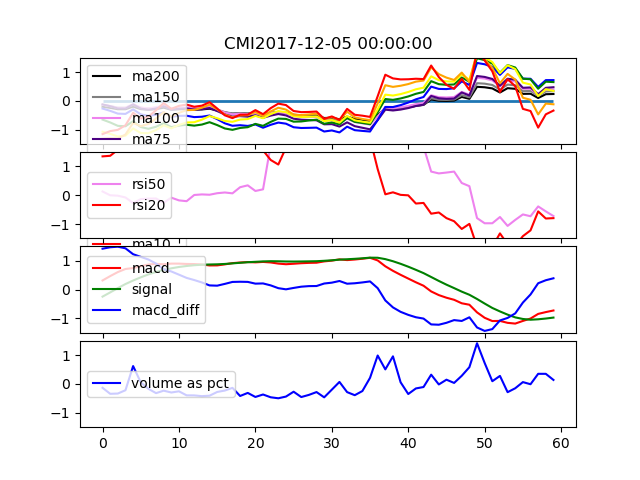 CMI2017-12-05 00:00:00
1
0
−1
ma200
ma150
ma100
ma75
1
0
−1
rsi50
rsi20
ma10
1
0
−1
macd
signal
macd_diff
1
0
−1
volume as pct
0 10 20 30 40 50 60